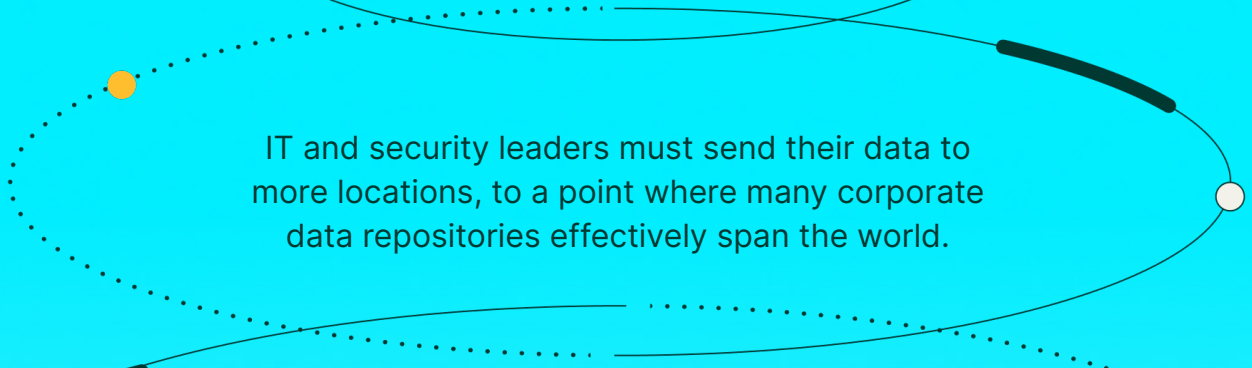 IT and security leaders must send their data to
more locations, to a point where many corporate
data repositories effectively span the world.